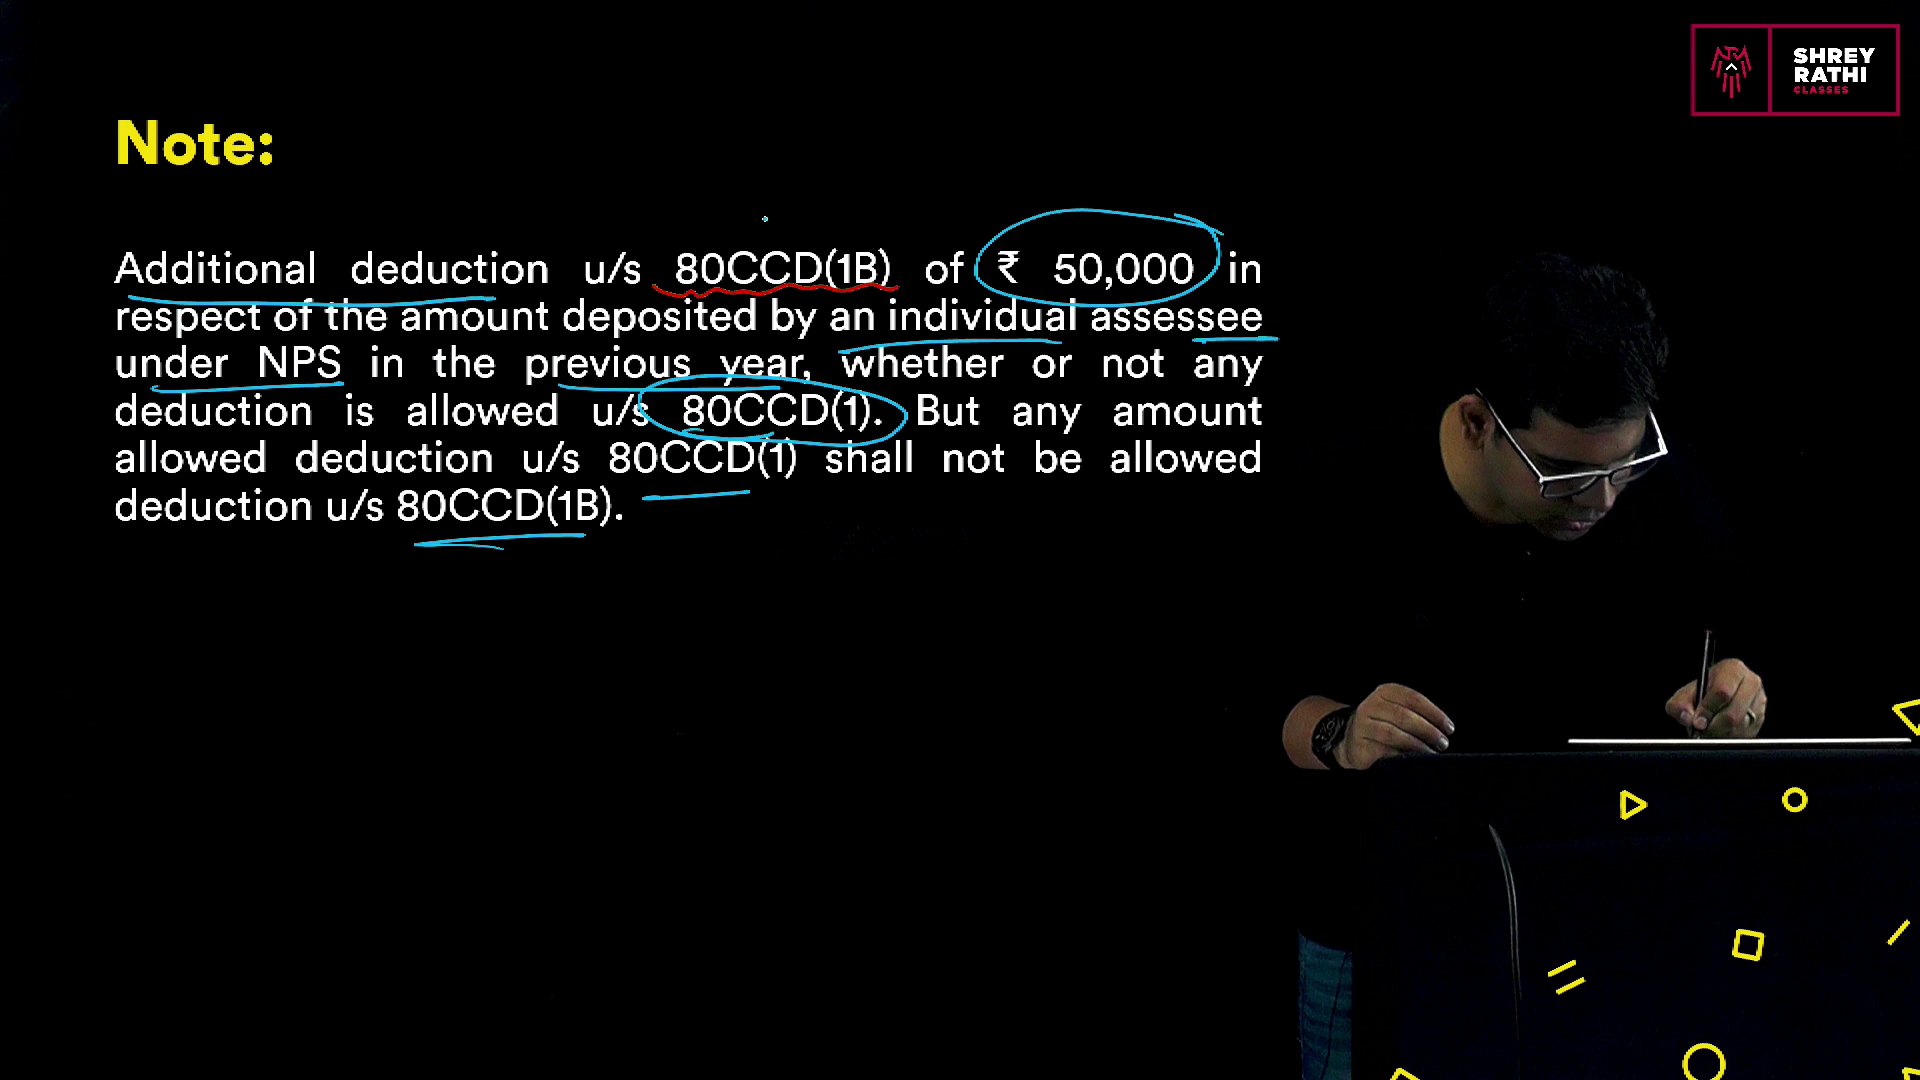 SHREY
RATHI
CLASSES
Note:
Additional deduction u/s 80CCD(1B) of ₹ 50,000 in
respect of the amount deposited by an individual assessee
under NPS in the previous year, whether or not any
deduction is allowed u/s 80CCD(1). But any amount
allowed deduction u/s 80CCD(1) shall not be allowed
deduction u/s 80CCD(1B).